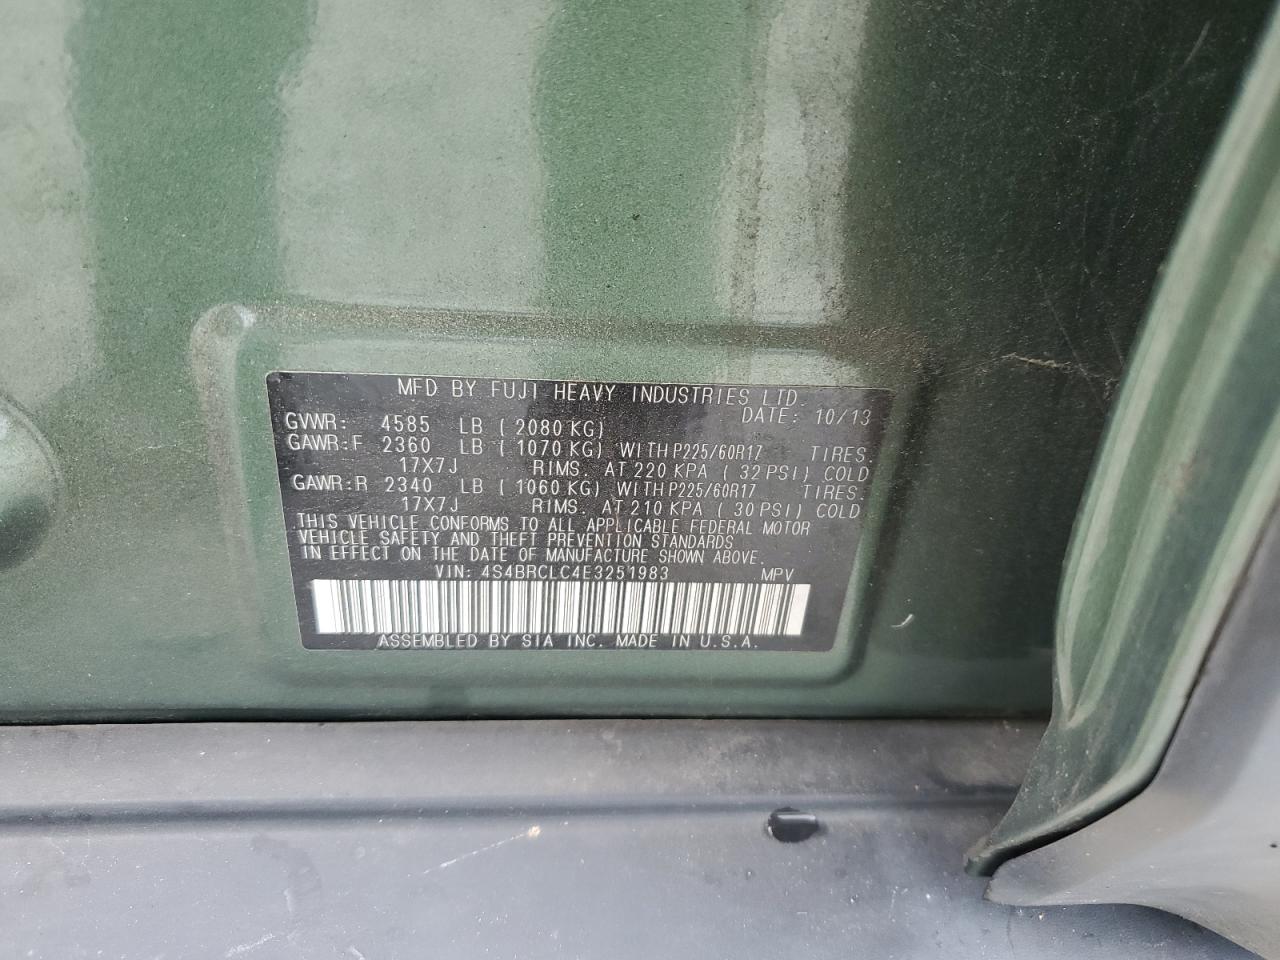 MFD BY FUJI HEAVY INDUSTRIES LTD.
DATE: 10/13
GVWR: 4585 LB ( 2080 KG)
GAWR: F 2360 LB ( 1070 KG) WITH P225/60R17 TIRES.
17X7J RIMS. AT 220 KPA ( 32 PSI) COLD
GAWR: R 2340 LB ( 1060 KG) WITH P225/60R17 TIRES.
17X7J RIMS. AT 210 KPA ( 30 PSI) COLD
THIS VEHICLE CONFORMS TO ALL APPLICABLE FEDERAL MOTOR
VEHICLE SAFETY AND THEFT PREVENTION STANDARDS
IN EFFECT ON THE DATE OF MANUFACTURE SHOWN ABOVE.
VIN: 4S4BRCLC4E3251983 MPV
ASSEMBLED BY SIA INC. MADE IN U.S.A.